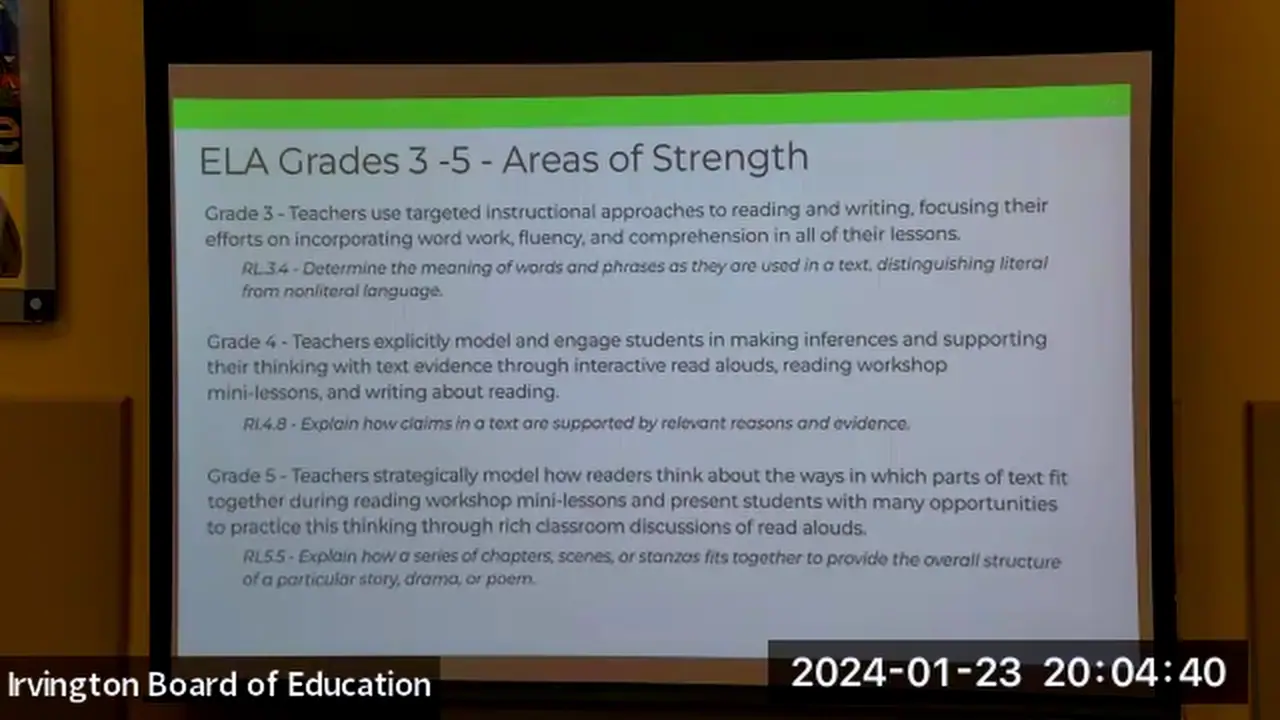 ELA Grades 3 -5 - Areas of Strength
Grade 3 - Teachers use targeted instructional approaches to reading and writing, focusing their
efforts on incorporating word work, fluency, and comprehension in all of their lessons.
RL.3.4 - Determine the meaning of words and phrases as they are used in a text, distinguishing literal
from nonliteral language.
Grade 4 - Teachers explicitly model and engage students in making inferences and supporting
their thinking with text evidence through interactive read alouds, reading workshop
mini-lessons, and writing about reading.
RI.4.8 - Explain how claims in a text are supported by relevant reasons and evidence.
Grade 5 - Teachers strategically model how readers think about the ways in which parts of text fit
together during reading workshop mini-lessons and present students with many opportunities
to practice this thinking through rich classroom discussions of read alouds.
RL.5.5 - Explain how a series of chapters, scenes, or stanzas fits together to provide the overall structure
of a particular story, drama, or poem.
Irvington Board of Education
2024-01-23 20:04:40